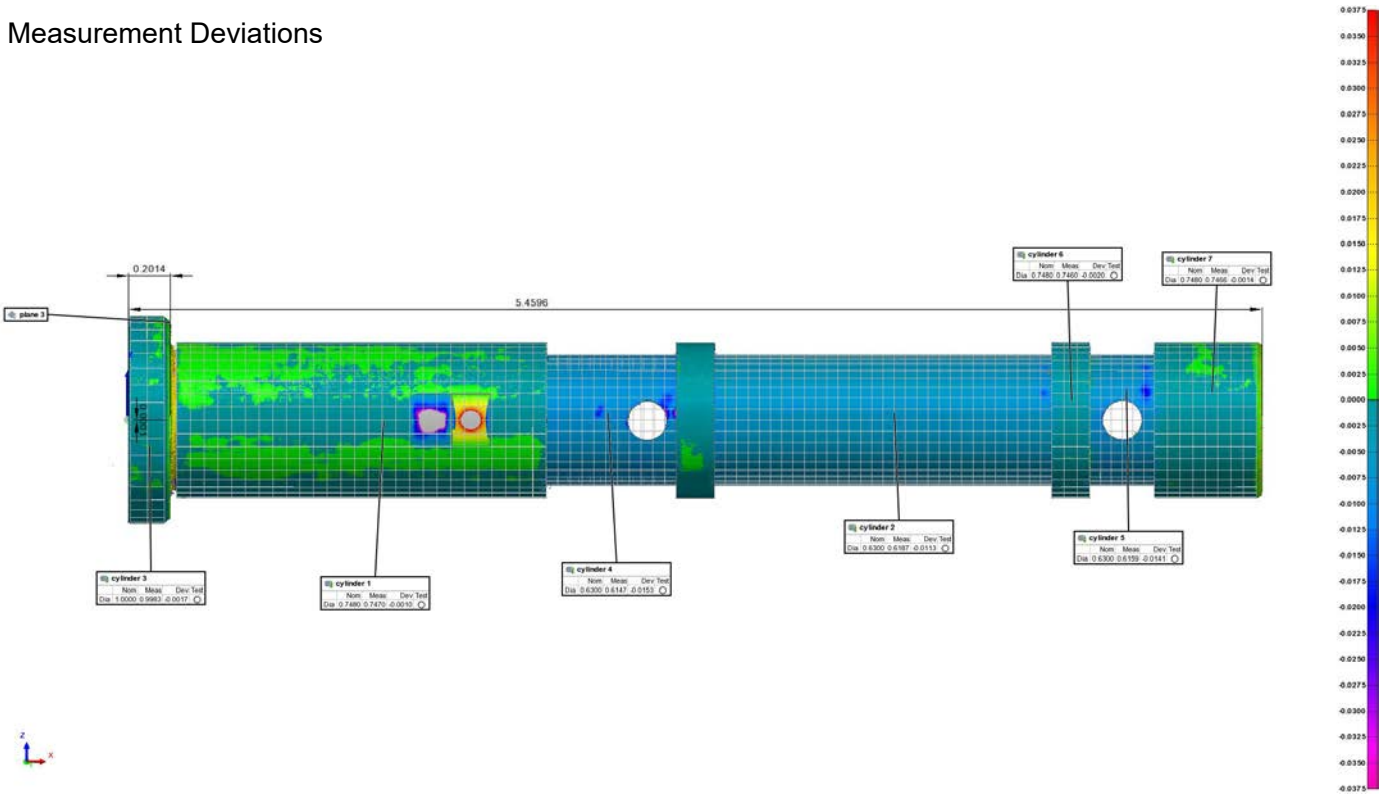 Measurement Deviations
0.0375
0.0350
0.0325
0.0300
0.0275
0.0250
0.0225
0.0200
0.0175
0.0150
0.0125
0.0100
0.0075
0.0050
0.0025
0.0000
-0.0025
-0.0050
-0.0075
-0.0100
-0.0125
-0.0150
-0.0175
-0.0200
-0.0225
-0.0250
-0.0275
-0.0300
-0.0325
-0.0350
-0.0375
cylinder 6
Nom Meas Dev Test
Dia 0.7480 0.7460 -0.0020
cylinder 7
Nom Meas Dev Test
Dia 0.7480 0.7466 -0.0014
0.2014
5.4596
plane 3
cylinder 2
Nom Meas Dev Test
Dia 0.6300 0.6187 -0.0113
cylinder 5
Nom Meas Dev Test
Dia 0.6300 0.6159 -0.0141
cylinder 4
Nom Meas Dev Test
Dia 0.6300 0.6147 -0.0153
cylinder 3
Nom Meas Dev Test
Dia 1.0000 0.9983 -0.0017
cylinder 1
Nom Meas Dev Test
Dia 0.7480 0.7470 -0.0010
z
x